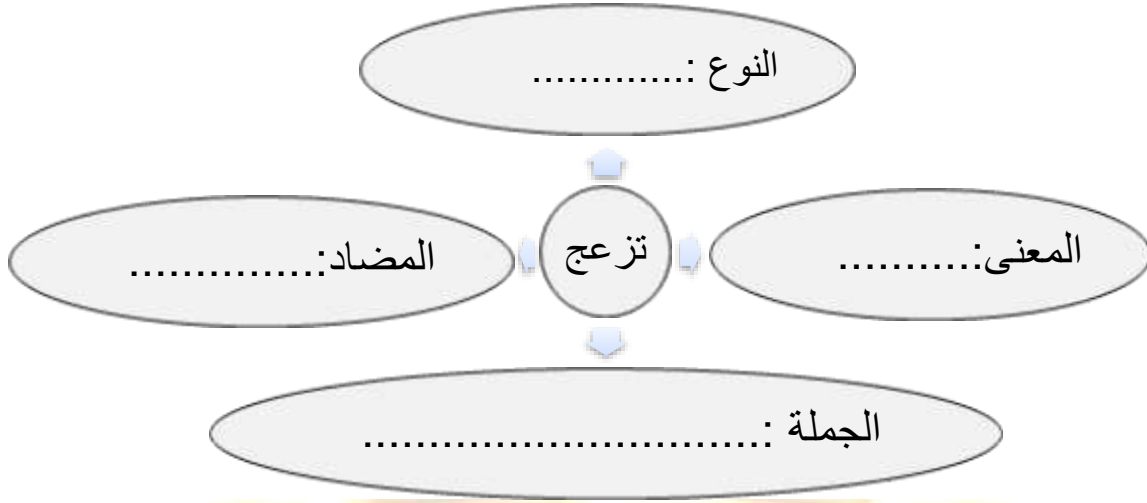 النوع :.............
المعنى:...........
تزعج
المضاد:..............
الجملة :..............................